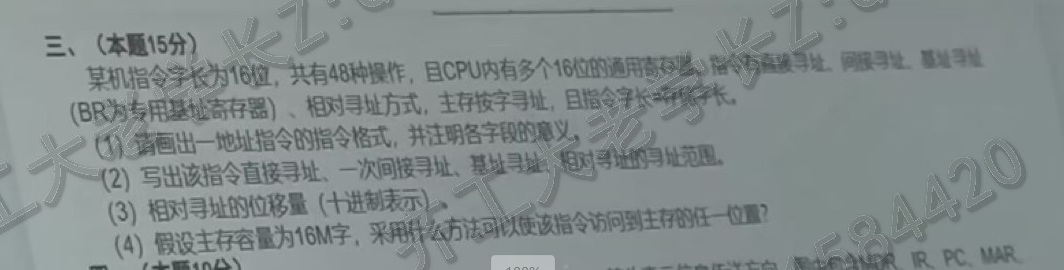 三、（本题15分）
某机指令字长为16位，共有48种操作，且CPU内有多个16位的通用寄存器，指令有直接寻址、间接寻址、基址寻址
(BR为专用基址寄存器）、相对寻址方式，主存按字寻址，且指令字长=存储字长。
(1) 请画出一地址指令的指令格式，并注明各字段的意义。
(2) 写出该指令直接寻址、一次间接寻址、基址寻址、相对寻址的寻址范围。
(3) 相对寻址的位移量（十进制表示）。
(4) 假设主存容量为16M字，采用什么方法可以使该指令访问到主存的任一位置?
（本题10分）
IR, PC, MAR
工大老学长
工大老学长
584420
100%